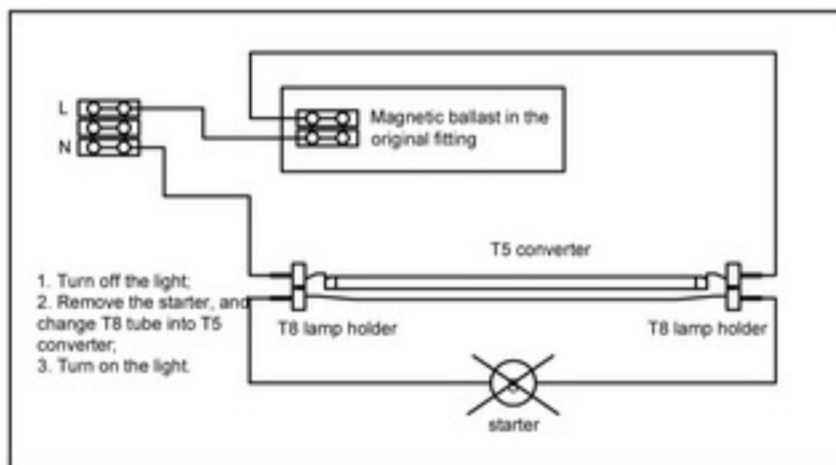 L
N
Magnetic ballast in the
original fitting
T5 converter
1. Turn off the light;
2. Remove the starter, and
change T8 tube into T5
converter;
3. Turn on the light.
T8 lamp holder
T8 lamp holder
starter